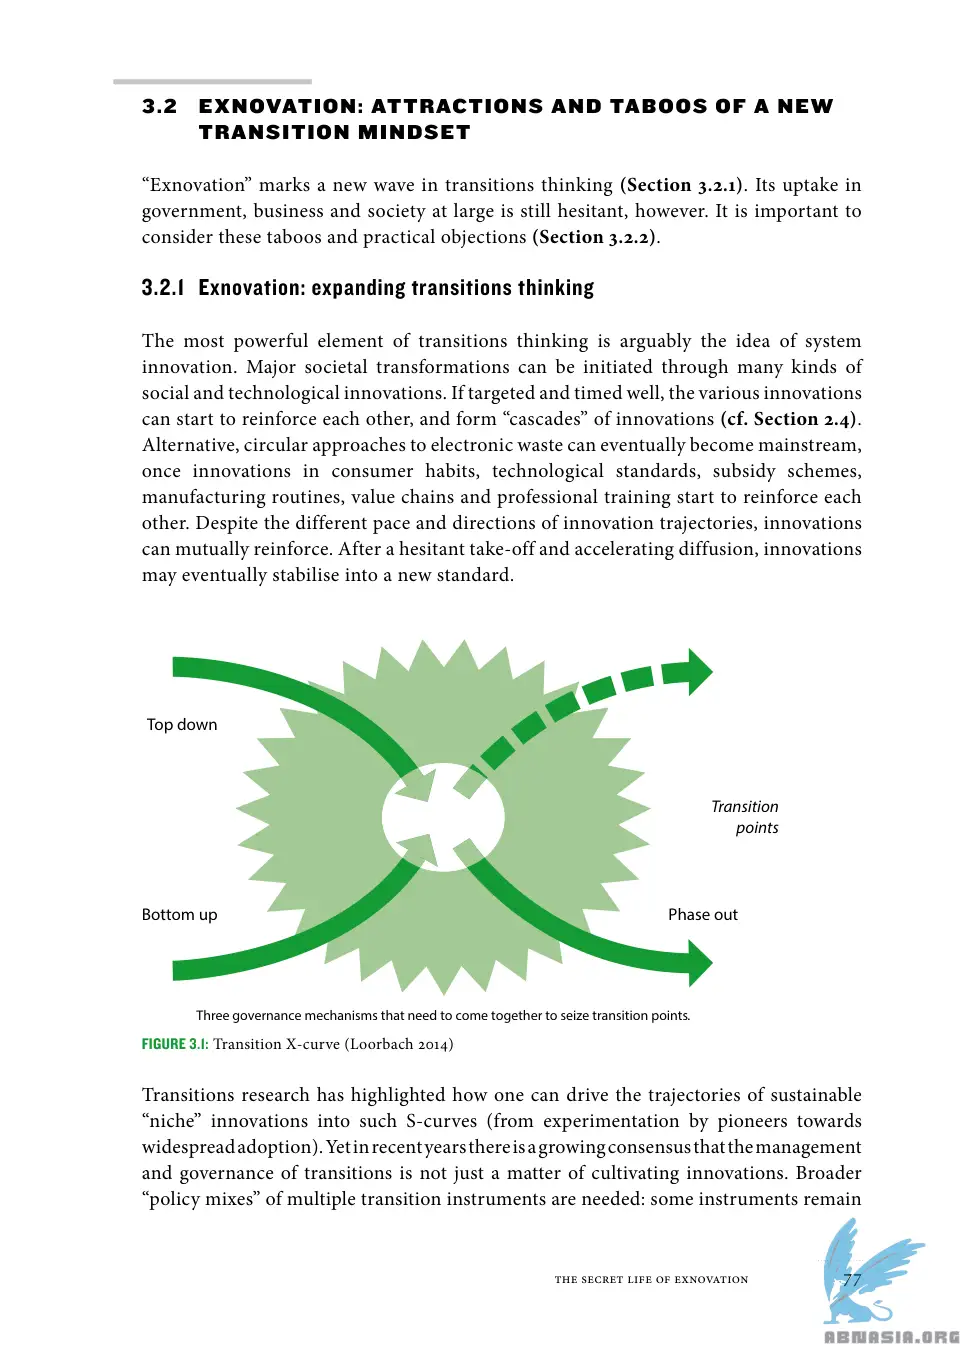 3.2 EXNOVATION: ATTRACTIONS AND TABOOS OF A NEW
TRANSITION MINDSET
“Exnovation” marks a new wave in transitions thinking (Section 3.2.1). Its uptake in
government, business and society at large is still hesitant, however. It is important to
consider these taboos and practical objections (Section 3.2.2).
3.2.1 Exnovation: expanding transitions thinking
The most powerful element of transitions thinking is arguably the idea of system
innovation. Major societal transformations can be initiated through many kinds of
social and technological innovations. If targeted and timed well, the various innovations
can start to reinforce each other, and form “cascades” of innovations (cf. Section 2.4).
Alternative, circular approaches to electronic waste can eventually become mainstream,
once innovations in consumer habits, technological standards, subsidy schemes,
manufacturing routines, value chains and professional training start to reinforce each
other. Despite the different pace and directions of innovation trajectories, innovations
can mutually reinforce. After a hesitant take-off and accelerating diffusion, innovations
may eventually stabilise into a new standard.
Top down
Transition
points
Bottom up
Phase out
Three governance mechanisms that need to come together to seize transition points.
FIGURE 3.1: Transition X-curve (Loorbach 2014)
Transitions research has highlighted how one can drive the trajectories of sustainable
“niche” innovations into such S-curves (from experimentation by pioneers towards
widespread adoption). Yet in recent years there is a growing consensus that the management
and governance of transitions is not just a matter of cultivating innovations. Broader
“policy mixes” of multiple transition instruments are needed: some instruments remain
THE SECRET LIFE OF EXNOVATION 77
ABNASIA.ORG